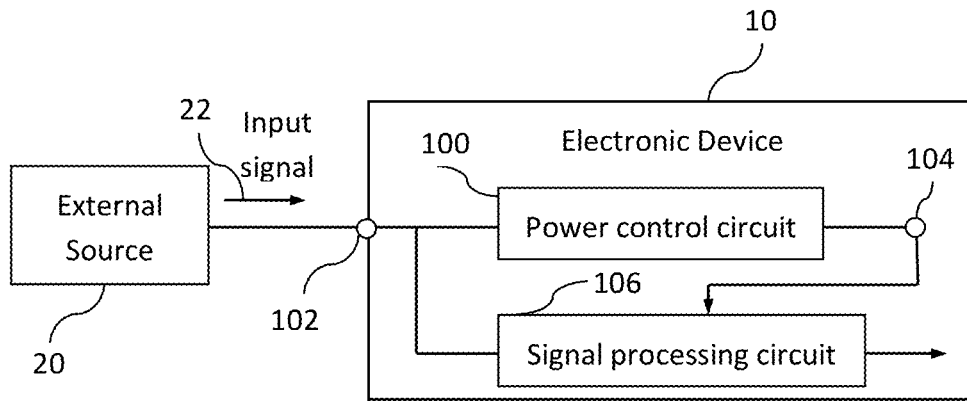 10
22
Input
signal
100
Electronic Device
104
External
Source
Power control circuit
102
106
20
Signal processing circuit